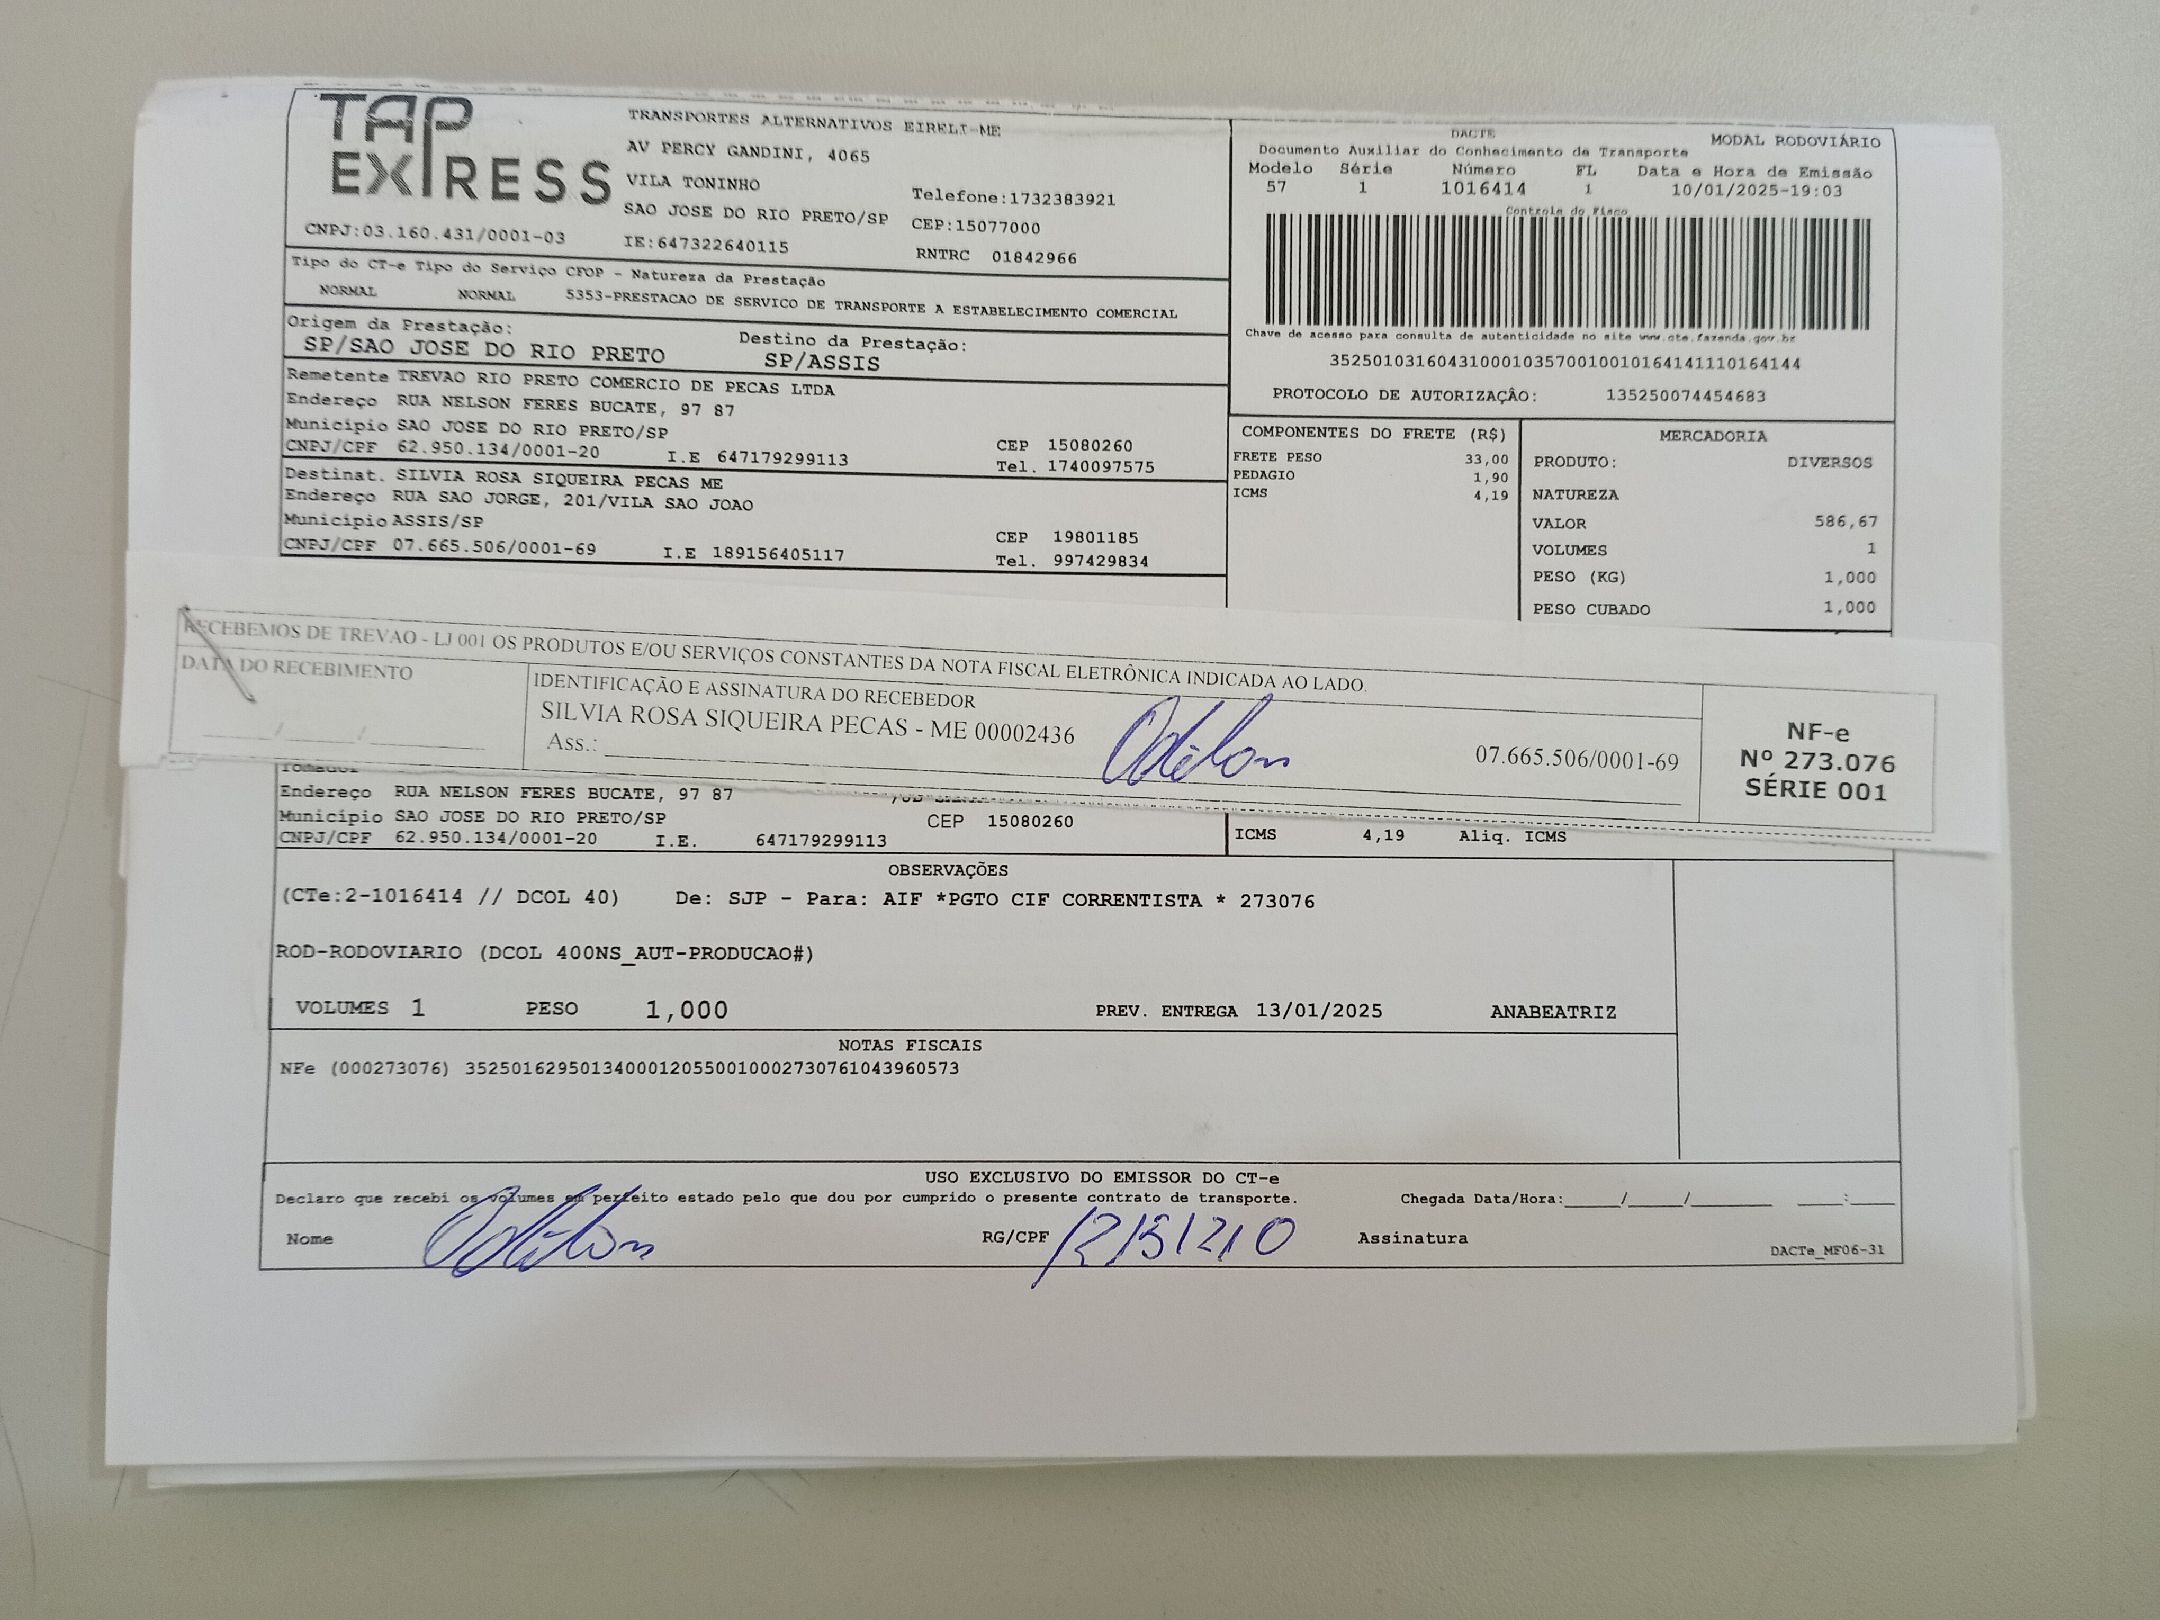 TAP EXPRESS
TRANSPORTES ALTERNATIVOS EIRELI-ME
AV PERCY GANDINI, 4065
VILA TONINHO
SAO JOSE DO RIO PRETO/SP
Telefone:1732383921
CEP:15077000
CNPJ:03.160.431/0001-03 IE:647322640115 RNTRC 01842966
DACTE MODAL RODOVIÁRIO
Documento Auxiliar do Conhecimento de Transporte
Modelo Série Número FL Data e Hora de Emissão
57 1 1016414 1 10/01/2025-19:03
Controle do Fisco
Chave de acesso para consulta de autenticidade no site www.cte.fazenda.gov.br
35250103160431000103570010010164141110164144
PROTOCOLO DE AUTORIZAÇÂO: 135250074454683
Tipo do CT-e Tipo do Serviço CFOP - Natureza da Prestação
NORMAL NORMAL 5353-PRESTACAO DE SERVICO DE TRANSPORTE A ESTABELECIMENTO COMERCIAL
Origem da Prestação: Destino da Prestação:
SP/SAO JOSE DO RIO PRETO SP/ASSIS
Remetente TREVAO RIO PRETO COMERCIO DE PECAS LTDA
Endereço RUA NELSON FERES BUCATE, 97 87
Município SAO JOSE DO RIO PRETO/SP CEP 15080260
CNPJ/CPF 62.950.134/0001-20 I.E 647179299113 Tel. 1740097575
Destinat. SILVIA ROSA SIQUEIRA PECAS ME
Endereço RUA SAO JORGE, 201/VILA SAO JOAO
Município ASSIS/SP CEP 19801185
CNPJ/CPF 07.665.506/0001-69 I.E 189156405117 Tel. 997429834
COMPONENTES DO FRETE (R$)
FRETE PESO 33,00
PEDAGIO 1,90
ICMS 4,19
MERCADORIA
PRODUTO: DIVERSOS
NATUREZA
VALOR 586,67
VOLUMES 1
PESO (KG) 1,000
PESO CUBADO 1,000
RECEBEMOS DE TREVAO - LJ 001 OS PRODUTOS E/OU SERVIÇOS CONSTANTES DA NOTA FISCAL ELETRÔNICA INDICADA AO LADO.
DATA DO RECEBIMENTO
___/___/___
IDENTIFICAÇÃO E ASSINATURA DO RECEBEDOR
SILVIA ROSA SIQUEIRA PECAS - ME 00002436
Ass.: Odilon 07.665.506/0001-69
NF-e
Nº 273.076
SÉRIE 001
Tomador
Endereço RUA NELSON FERES BUCATE, 97 87
Município SAO JOSE DO RIO PRETO/SP CEP 15080260
CNPJ/CPF 62.950.134/0001-20 I.E. 647179299113
ICMS 4,19 Aliq. ICMS
OBSERVAÇÕES
(CTe:2-1016414 // DCOL 40) De: SJP - Para: AIF *PGTO CIF CORRENTISTA * 273076
ROD-RODOVIARIO (DCOL 400NS_AUT-PRODUCAO#)
VOLUMES 1 PESO 1,000 PREV. ENTREGA 13/01/2025 ANABEATRIZ
NOTAS FISCAIS
NFe (000273076) 35250162950134000120550010002730761043960573
USO EXCLUSIVO DO EMISSOR DO CT-e
Declaro que recebi os volumes em perfeito estado pelo que dou por cumprido o presente contrato de transporte. Chegada Data/Hora:___/___/___ ___:___
Nome Odilon RG/CPF Assinatura
DACTe_MF06-31